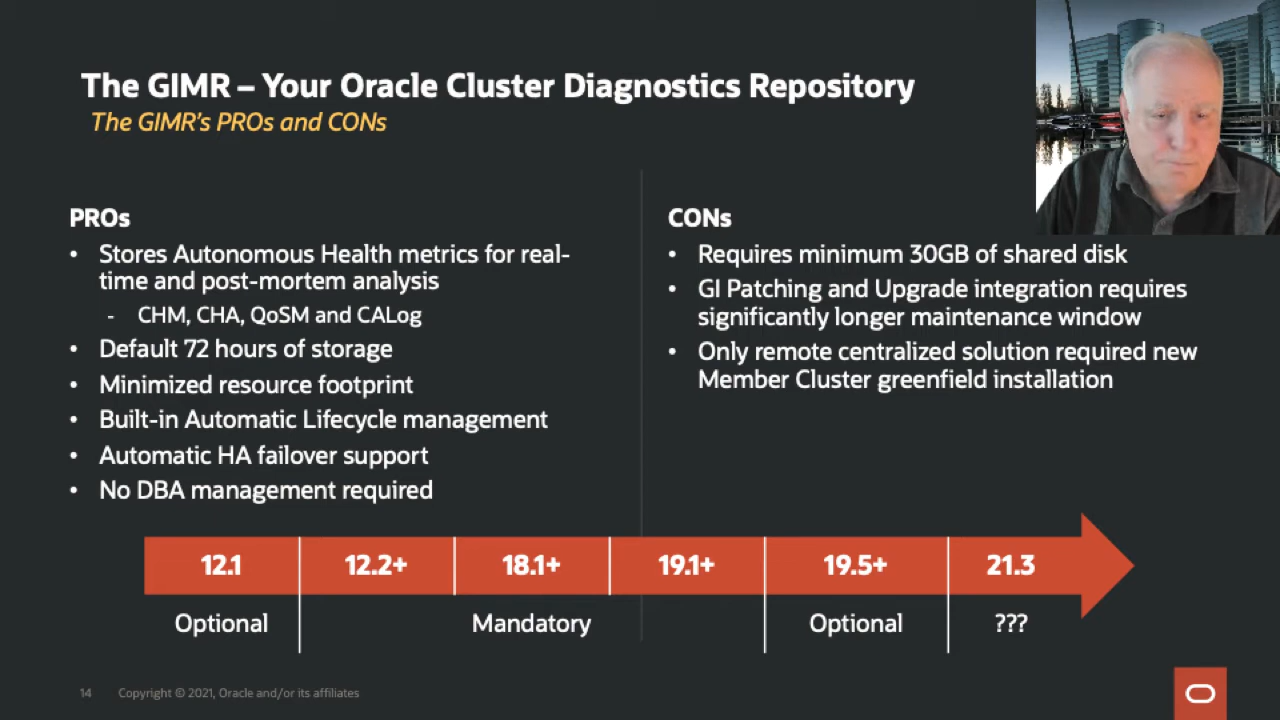 The GIMR – Your Oracle Cluster Diagnostics Repository
The GIMR's PROs and CONs
PROs
• Stores Autonomous Health metrics for real-
time and post-mortem analysis
- CHM, CHA, QoSM and CALog
• Default 72 hours of storage
• Minimized resource footprint
• Built-in Automatic Lifecycle management
• Automatic HA failover support
• No DBA management required
CONs
• Requires minimum 30GB of shared disk
• GI Patching and Upgrade integration requires
significantly longer maintenance window
• Only remote centralized solution required new
Member Cluster greenfield installation
12.1 12.2+ 18.1+ 19.1+ 19.5+ 21.3
Optional Mandatory Optional ???
14 Copyright © 2021, Oracle and/or its affiliates